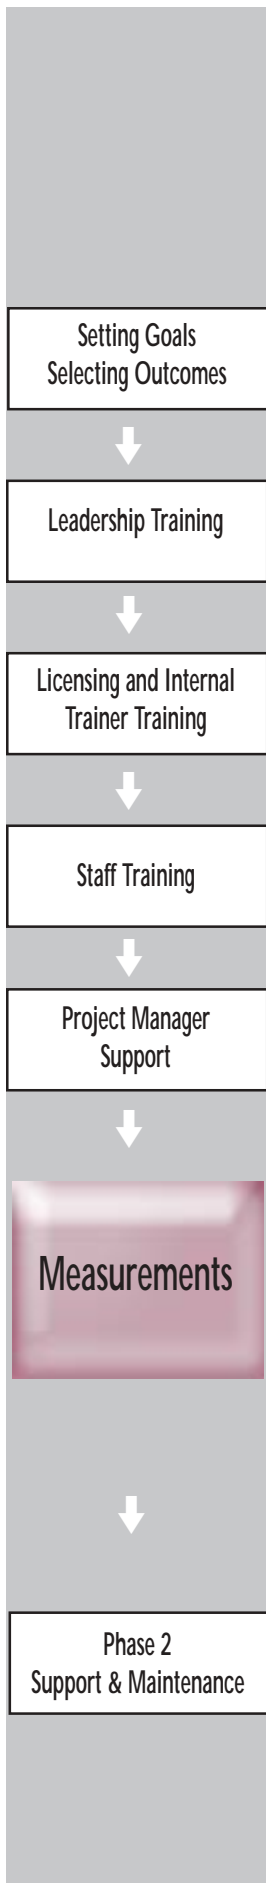 Setting Goals
Selecting Outcomes
Leadership Training
Licensing and Internal
Trainer Training
Staff Training
Project Manager
Support
Measurements
Phase 2
Support & Maintenance